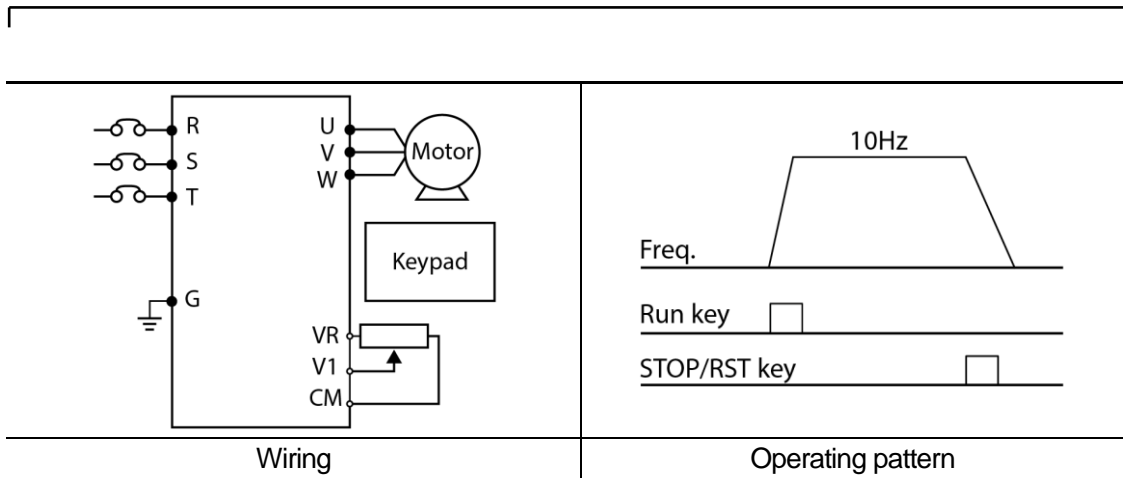 R
S
T
G
U
V
W
Motor
Keypad
VR
V1
CM
Wiring
10Hz
Freq.
Run key
STOP/RST key
Operating pattern